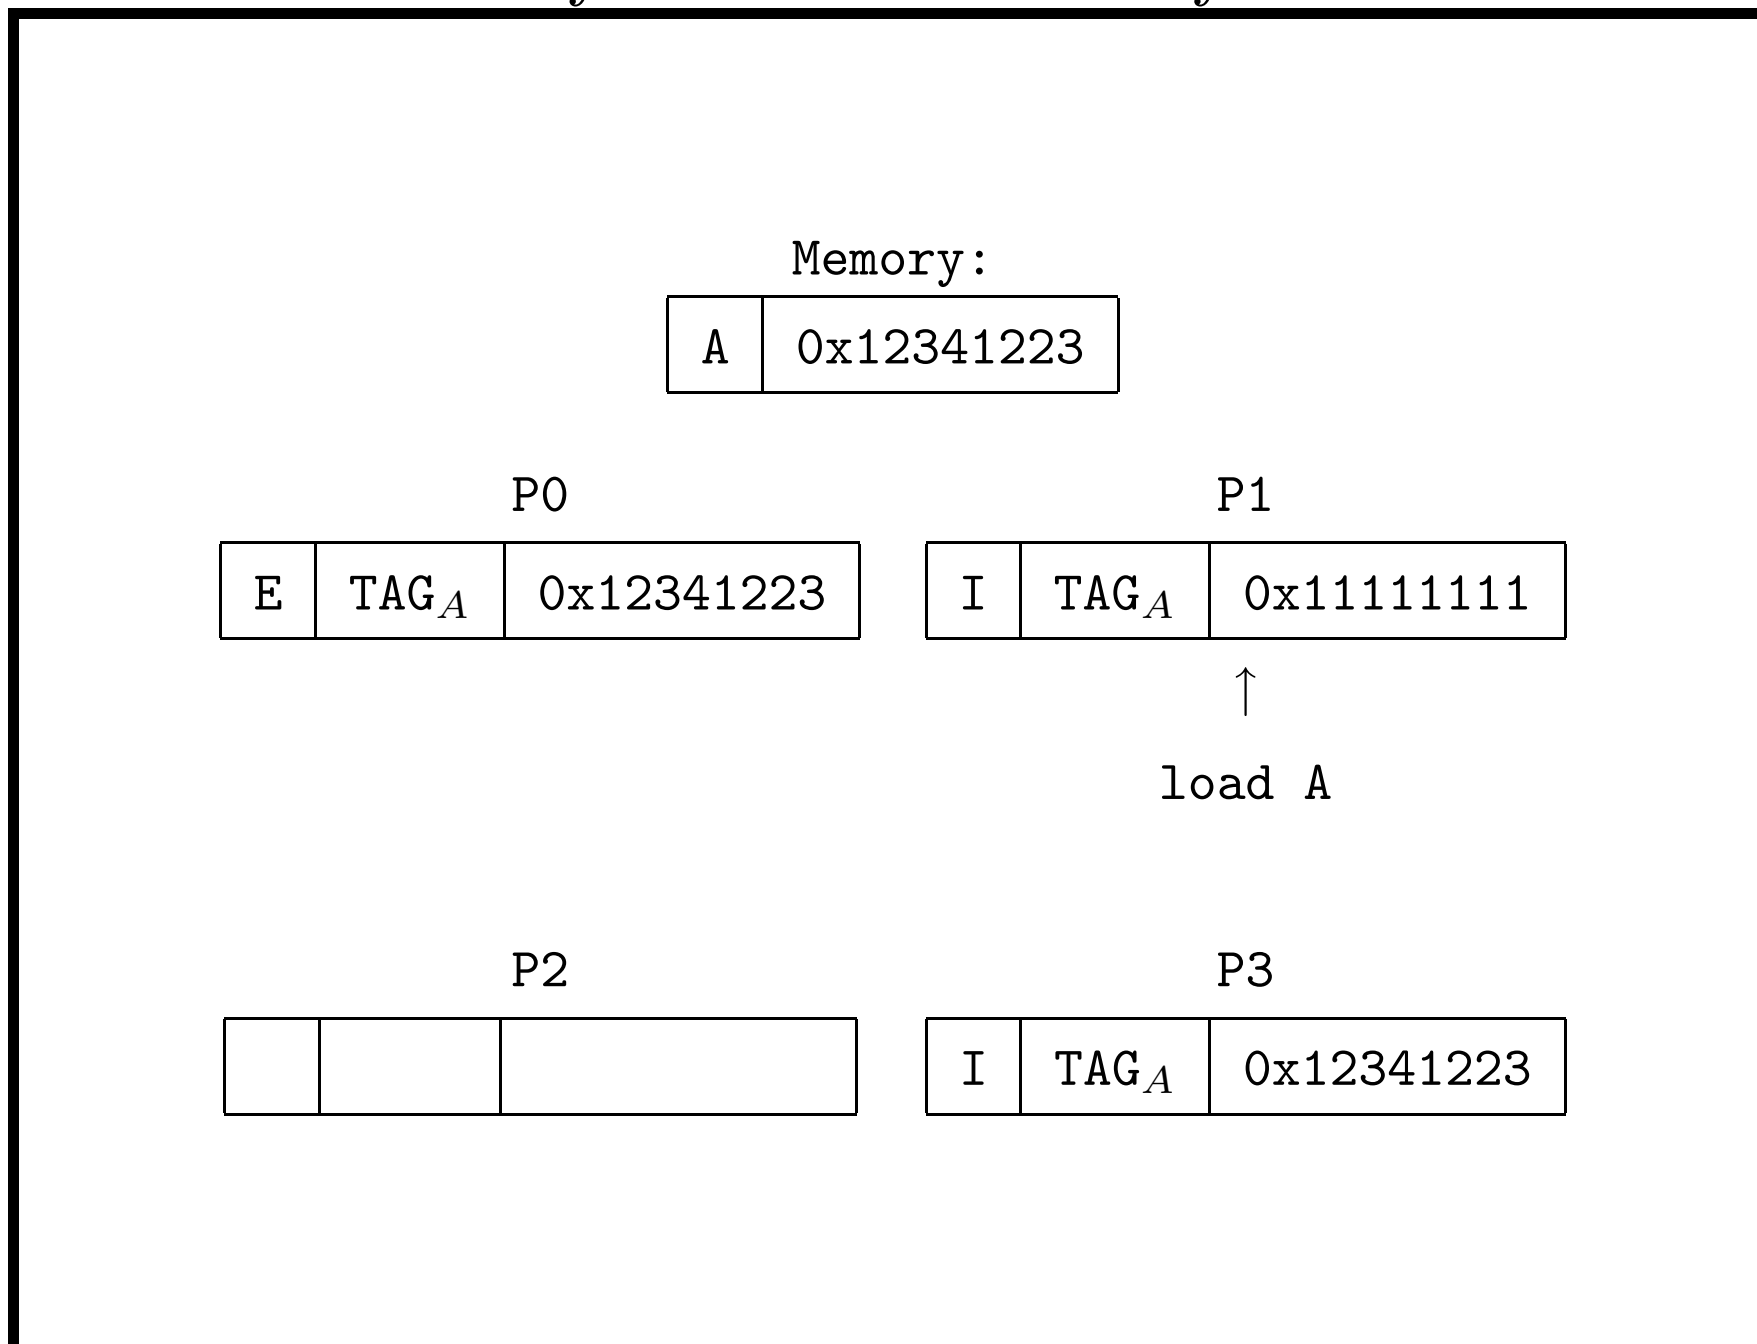 Memory:
A 0x12341223
P0 P1
E TAG_A 0x12341223 I TAG_A 0x11111111
↑
load A
P2 P3
I TAG_A 0x12341223